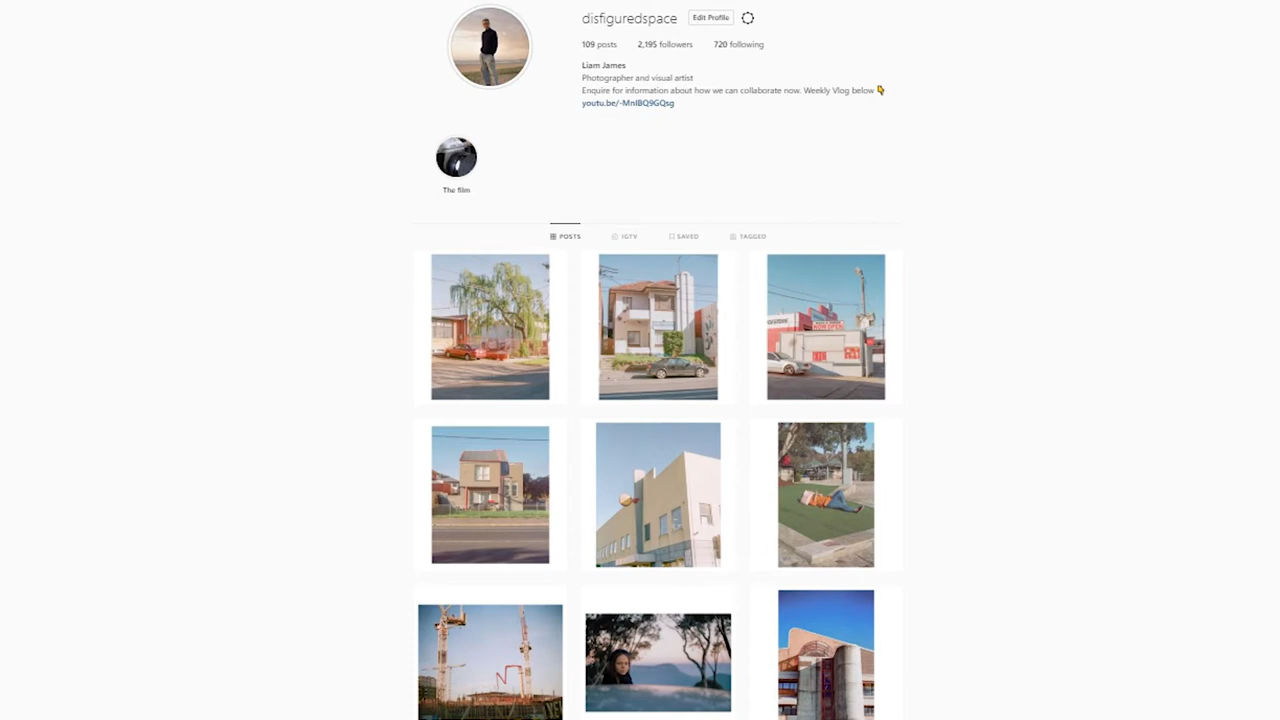 disfiguredspace Edit Profile
109 posts 2,195 followers 720 following
Liam James
Photographer and visual artist
Enquire for information about how we can collaborate now. Weekly Vlog below
youtu.be/-MnIBQ9GQsg
The film
POSTS IGTV SAVED TAGGED